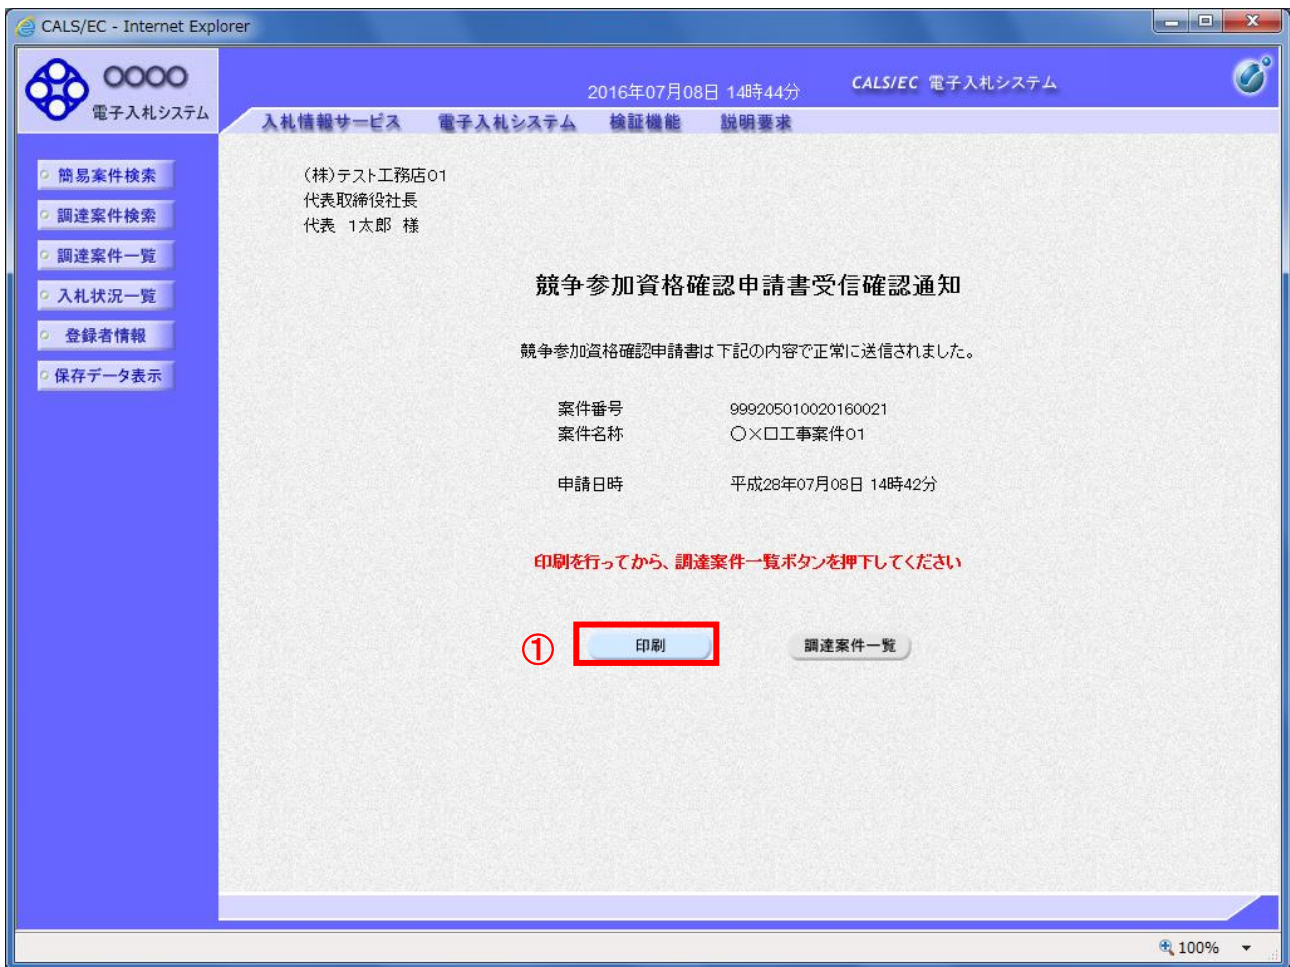 CALS/EC - Internet Explorer
○○○○
電子入札システム
2016年07月08日 14時44分
CALS/EC 電子入札システム
入札情報サービス 電子入札システム 検証機能 説明要求
簡易案件検索
調達案件検索
調達案件一覧
入札状況一覧
登録者情報
保存データ表示
(株)テスト工務店01
代表取締役社長
代表 1太郎 様
競争参加資格確認申請書受信確認通知
競争参加資格確認申請書は下記の内容で正常に送信されました。
案件番号 999205010020160021
案件名称 ○×口工事案件01
申請日時 平成28年07月08日 14時42分
印刷を行ってから、調達案件一覧ボタンを押下してください
① 印刷 調達案件一覧
100%